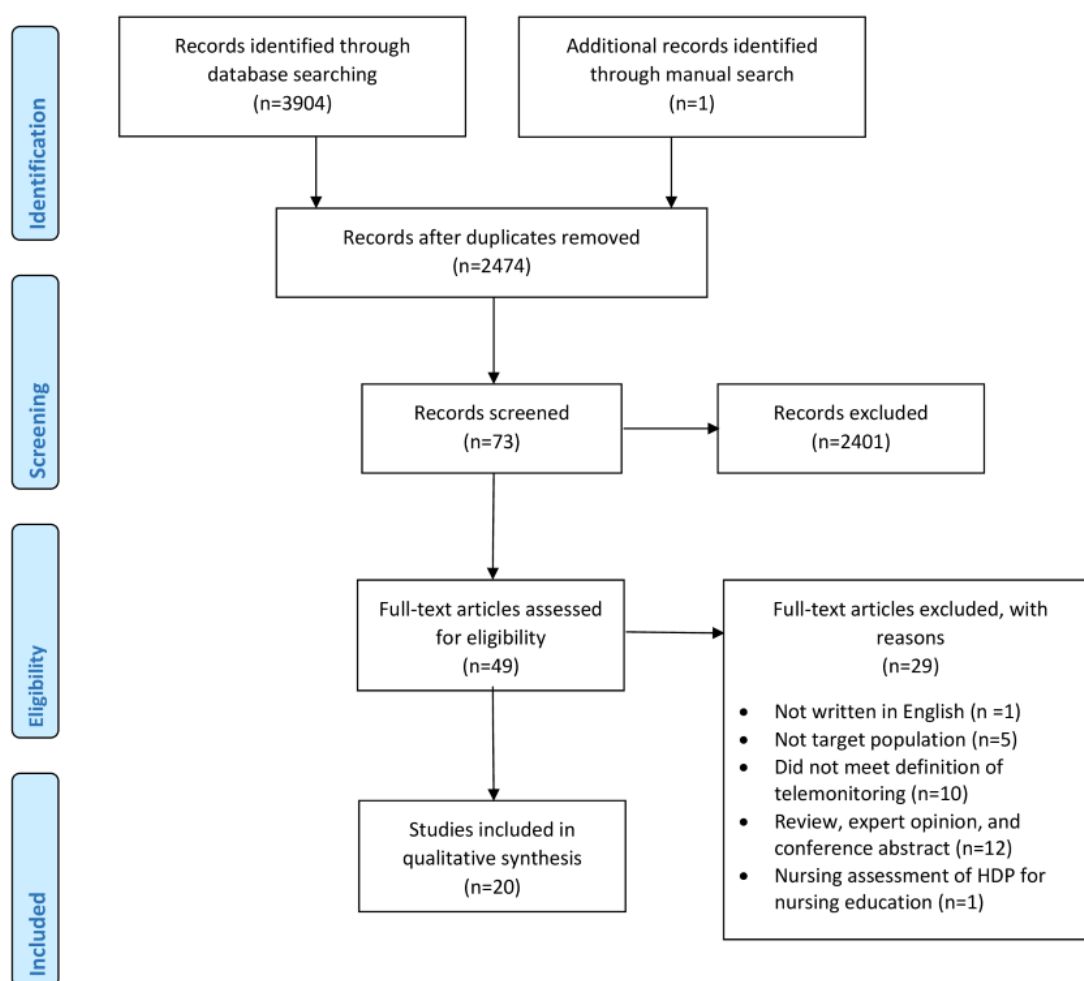 Identification
Records identified through
database searching
(n=3904)
Additional records identified
through manual search
(n=1)
Records after duplicates removed
(n=2474)
Screening
Records screened
(n=73)
Records excluded
(n=2401)
Eligibility
Full-text articles assessed
for eligibility
(n=49)
Full-text articles excluded, with
reasons
(n=29)
• Not written in English (n =1)
• Not target population (n=5)
• Did not meet definition of
telemonitoring (n=10)
• Review, expert opinion, and
conference abstract (n=12)
• Nursing assessment of HDP for
nursing education (n=1)
Included
Studies included in
qualitative synthesis
(n=20)